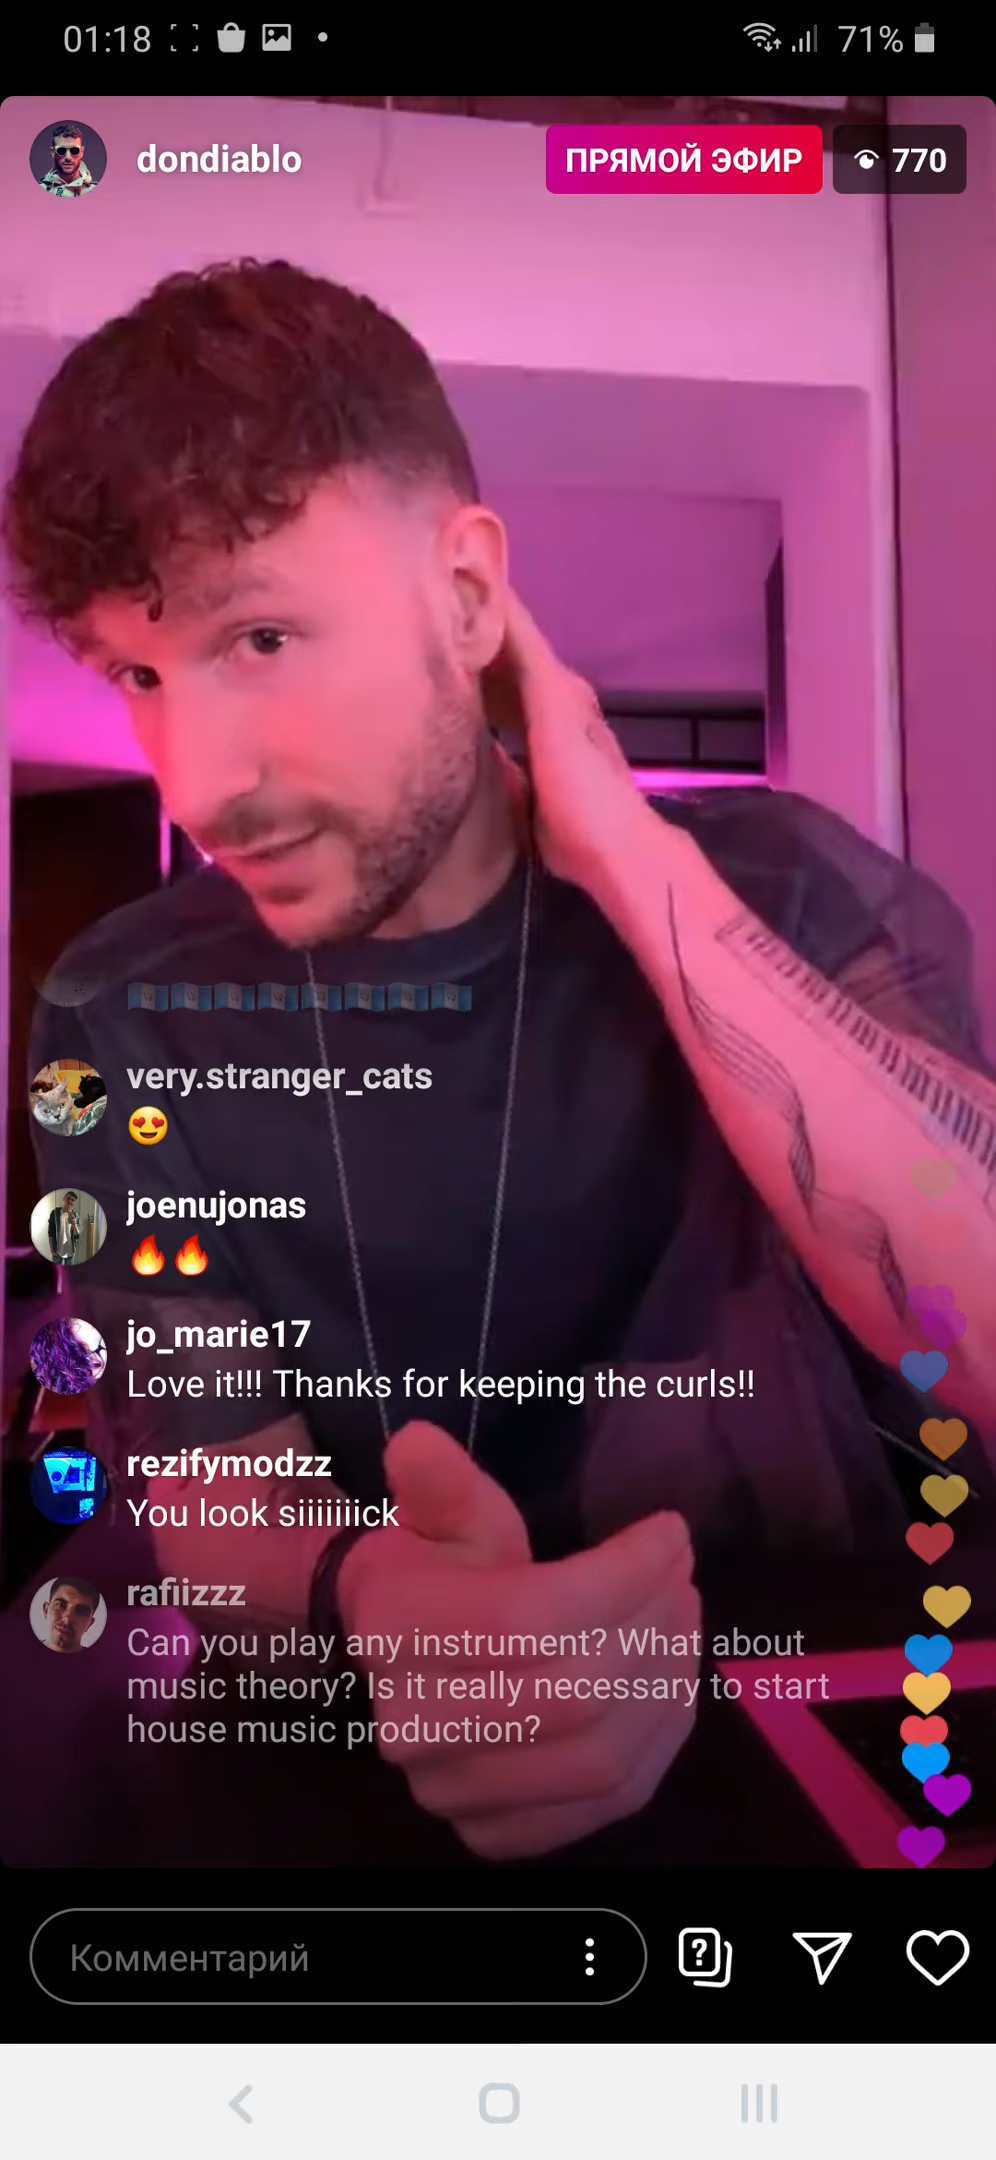 01:18
71%
dondiablo
ПРЯМОЙ ЭФИР
770
🇬🇹🇬🇹🇬🇹🇬🇹🇬🇹🇬🇹🇬🇹🇬🇹
very.stranger_cats
😍
joenujonas
🔥🔥
jo_marie17
Love it!!! Thanks for keeping the curls!!
rezifymodzz
You look siiiiiiick
rafiizzz
Can you play any instrument? What about
music theory? Is it really necessary to start
house music production?
Комментарий